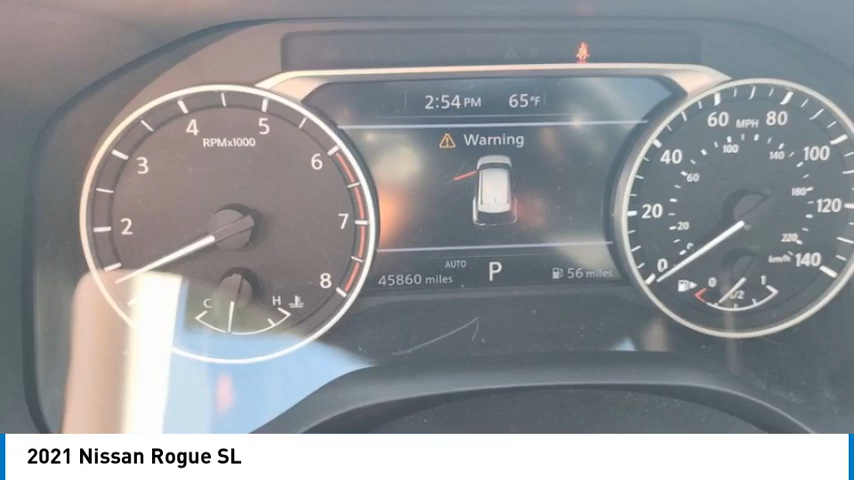 2:54 PM 65°F
Warning
4 5
RPMx1000
3 6
2 7
8
C H
45860 miles
AUTO
P
56 miles
60 MPH 80
40 100
20 120
0 140
100 140
60 180
20 220
km/h
0 1/2 1
2021 Nissan Rogue SL